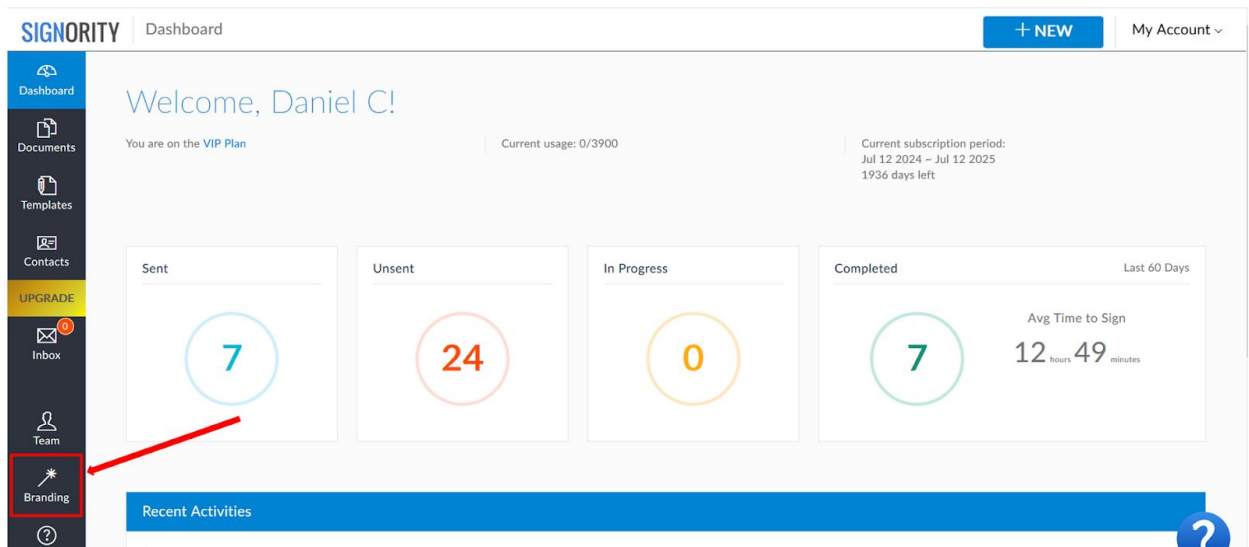 SIGNORITY
Dashboard
+ NEW
My Account
Dashboard
Documents
Templates
Contacts
UPGRADE
0
Inbox
Team
Branding
?
Welcome, Daniel C!
You are on the VIP Plan
Current usage: 0/3900
Current subscription period:
Jul 12 2024 ~ Jul 12 2025
1936 days left
Sent
7
Unsent
24
In Progress
0
Completed
Last 60 Days
7
Avg Time to Sign
12 hours 49 minutes
Recent Activities
?